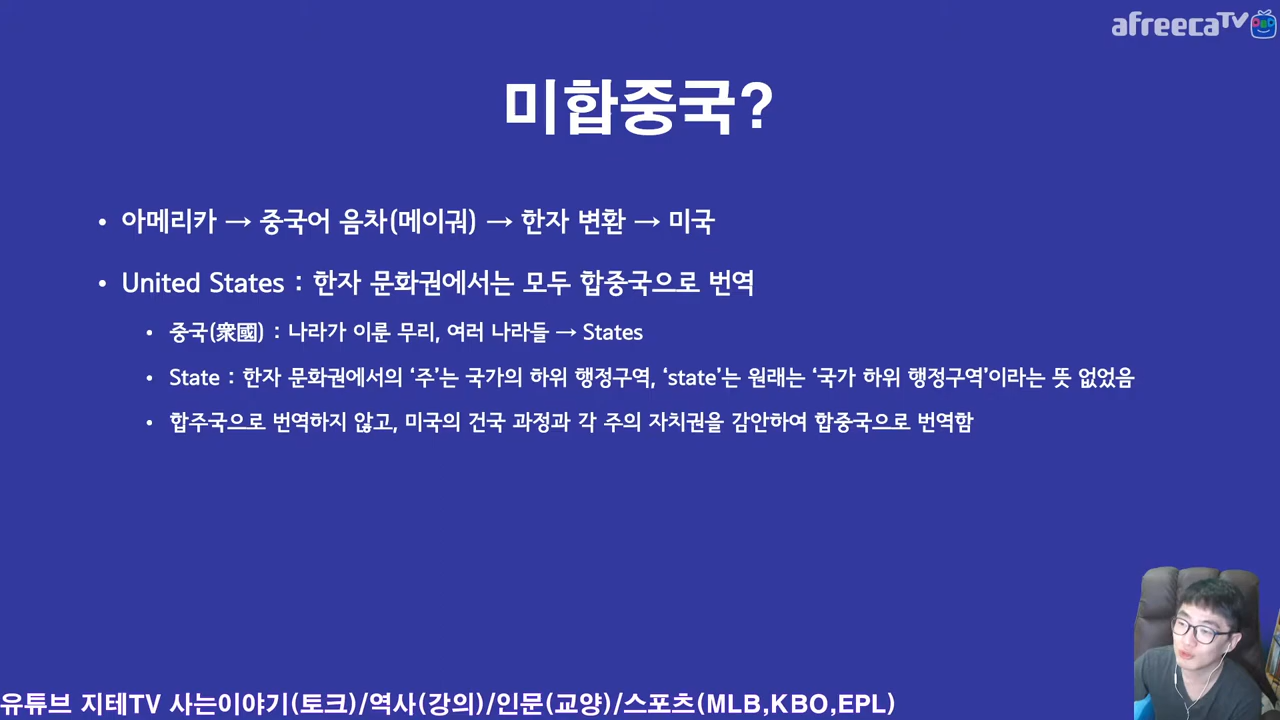 afreecaTV
미합중국?
• 아메리카 → 중국어 음차(메이궈) → 한자 변환 → 미국
• United States : 한자 문화권에서는 모두 합중국으로 번역
• 중국(衆國) : 나라가 이룬 무리, 여러 나라들 → States
• State : 한자 문화권에서의 ‘주’는 국가의 하위 행정구역, ‘state’는 원래는 ‘국가 하위 행정구역’이라는 뜻 없었음
• 합주국으로 번역하지 않고, 미국의 건국 과정과 각 주의 자치권을 감안하여 합중국으로 번역함
유튜브 지테TV 사는이야기(토크)/역사(강의)/인문(교양)/스포츠(MLB,KBO,EPL)